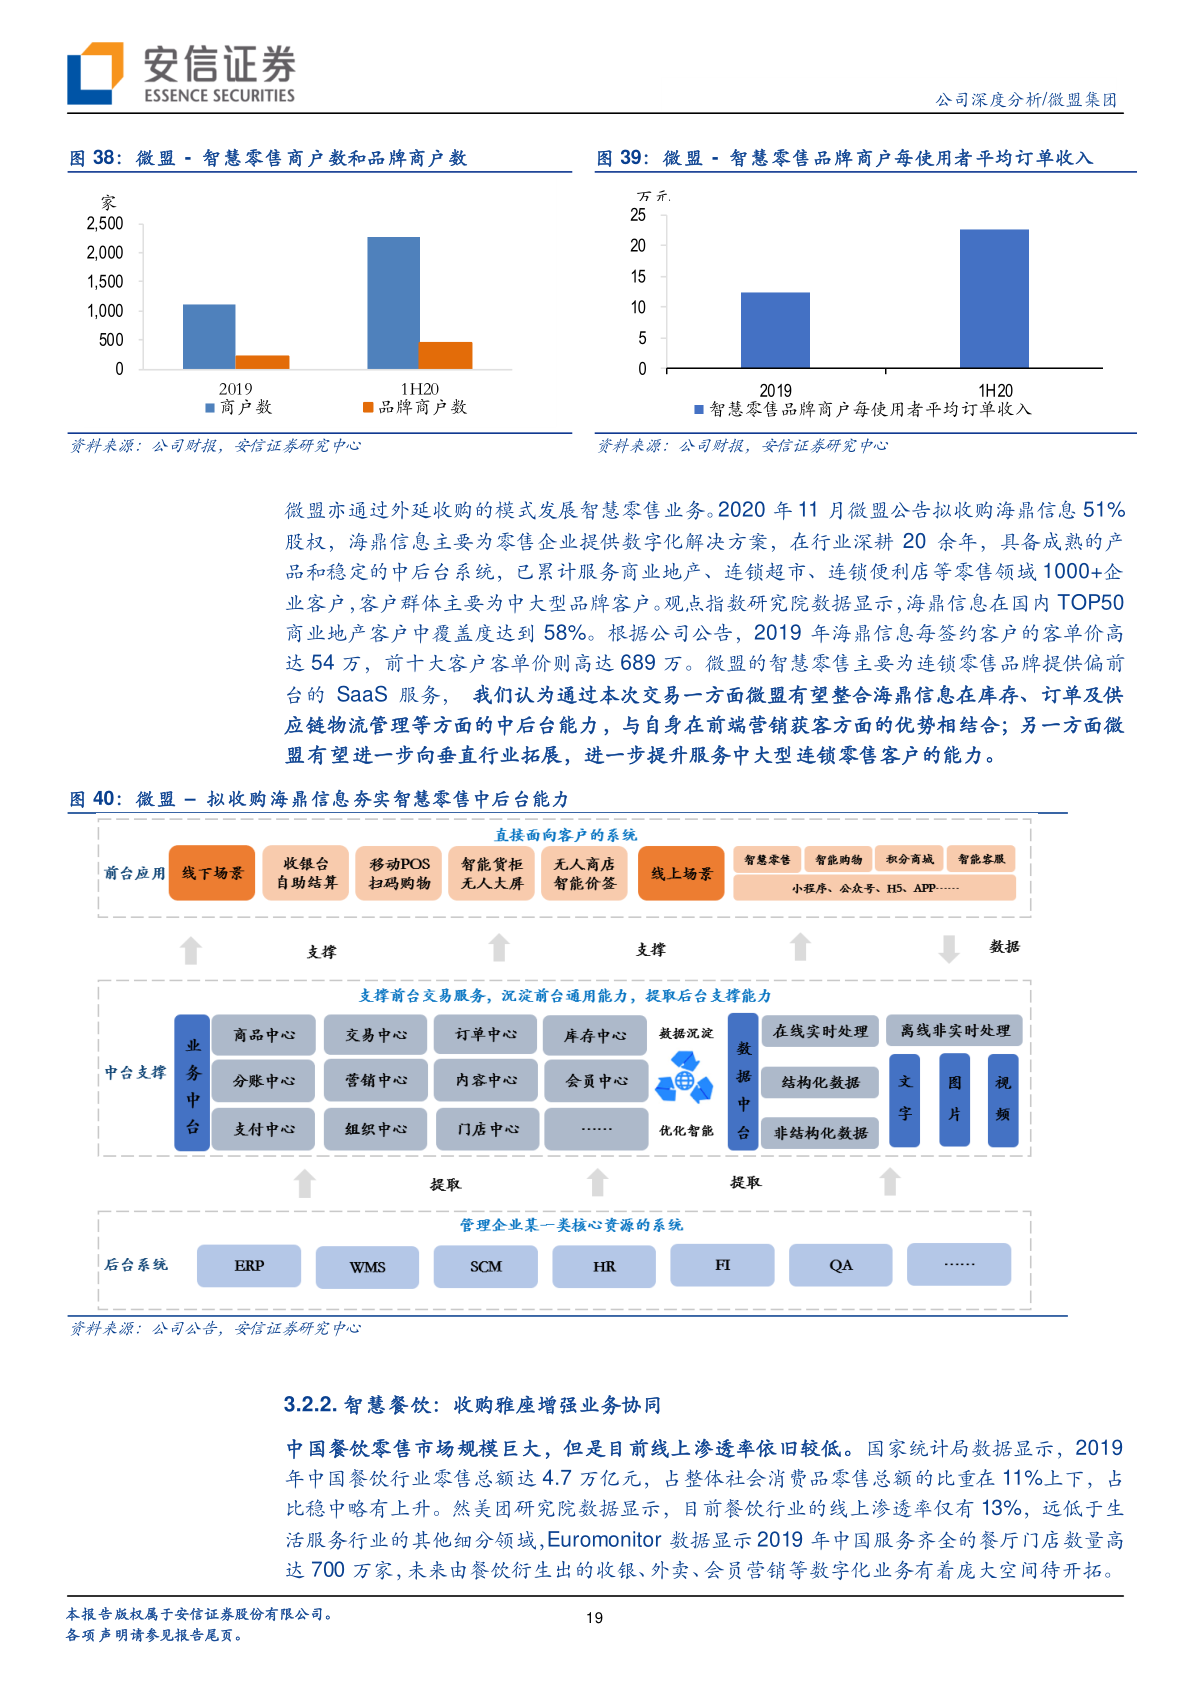 安信证券
ESSENCE SECURITIES
公司深度分析/微盟集团
图 38：微盟 - 智慧零售商户数和品牌商户数
家
2,500
2,000
1,500
1,000
500
0
2019 1H20
商户数 品牌商户数
资料来源：公司财报，安信证券研究中心
图 39：微盟 - 智慧零售品牌商户每使用者平均订单收入
万元
25
20
15
10
5
0
2019 1H20
智慧零售品牌商户每使用者平均订单收入
资料来源：公司财报，安信证券研究中心
微盟亦通过外延收购的模式发展智慧零售业务。2020 年 11 月微盟公告拟收购海鼎信息 51%
股权，海鼎信息主要为零售企业提供数字化解决方案，在行业深耕 20 余年，具备成熟的产
品和稳定的中后台系统，已累计服务商业地产、连锁超市、连锁便利店等零售领域 1000+企
业客户，客户群体主要为中大型品牌客户。观点指数研究院数据显示，海鼎信息在国内 TOP50
商业地产客户中覆盖度达到 58%。根据公司公告，2019 年海鼎信息每签约客户的客单价高
达 54 万，前十大客户客单价则高达 689 万。微盟的智慧零售主要为连锁零售品牌提供偏前
台的 SaaS 服务，我们认为通过本次交易一方面微盟有望整合海鼎信息在库存、订单及供
应链物流管理等方面的中后台能力，与自身在前端营销获客方面的优势相结合；另一方面微
盟有望进一步向垂直行业拓展，进一步提升服务中大型连锁零售客户的能力。
图 40：微盟 – 拟收购海鼎信息夯实智慧零售中后台能力
直接面向客户的系统
前台应用
线下场景
收银台
自助结算
移动POS
扫码购物
智能货柜
无人大屏
无人商店
智能价签
线上场景
智慧零售 智能购物 积分商城 智能客服
小程序、公众号、H5、APP……
支撑 支撑 数据
支撑前台交易服务，沉淀前台通用能力，提取后台支撑能力
中台支撑
业务中台
商品中心 交易中心 订单中心 库存中心
分账中心 营销中心 内容中心 会员中心
支付中心 组织中心 门店中心 ……
数据沉淀
优化智能
数据中台
在线实时处理 离线非实时处理
结构化数据
非结构化数据
文字 图片 视频
提取 提取
管理企业某一类核心资源的系统
后台系统
ERP WMS SCM HR FI QA ……
资料来源：公司公告，安信证券研究中心
3.2.2. 智慧餐饮：收购雅座增强业务协同
中国餐饮零售市场规模巨大，但是目前线上渗透率依旧较低。国家统计局数据显示，2019
年中国餐饮行业零售总额达 4.7 万亿元，占整体社会消费品零售总额的比重在 11%上下，占
比稳中略有上升。然美团研究院数据显示，目前餐饮行业的线上渗透率仅有 13%，远低于生
活服务行业的其他细分领域，Euromonitor 数据显示 2019 年中国服务齐全的餐厅门店数量高
达 700 万家，未来由餐饮衍生出的收银、外卖、会员营销等数字化业务有着庞大空间待开拓。
本报告版权属于安信证券股份有限公司。
各项声明请参见报告尾页。
19